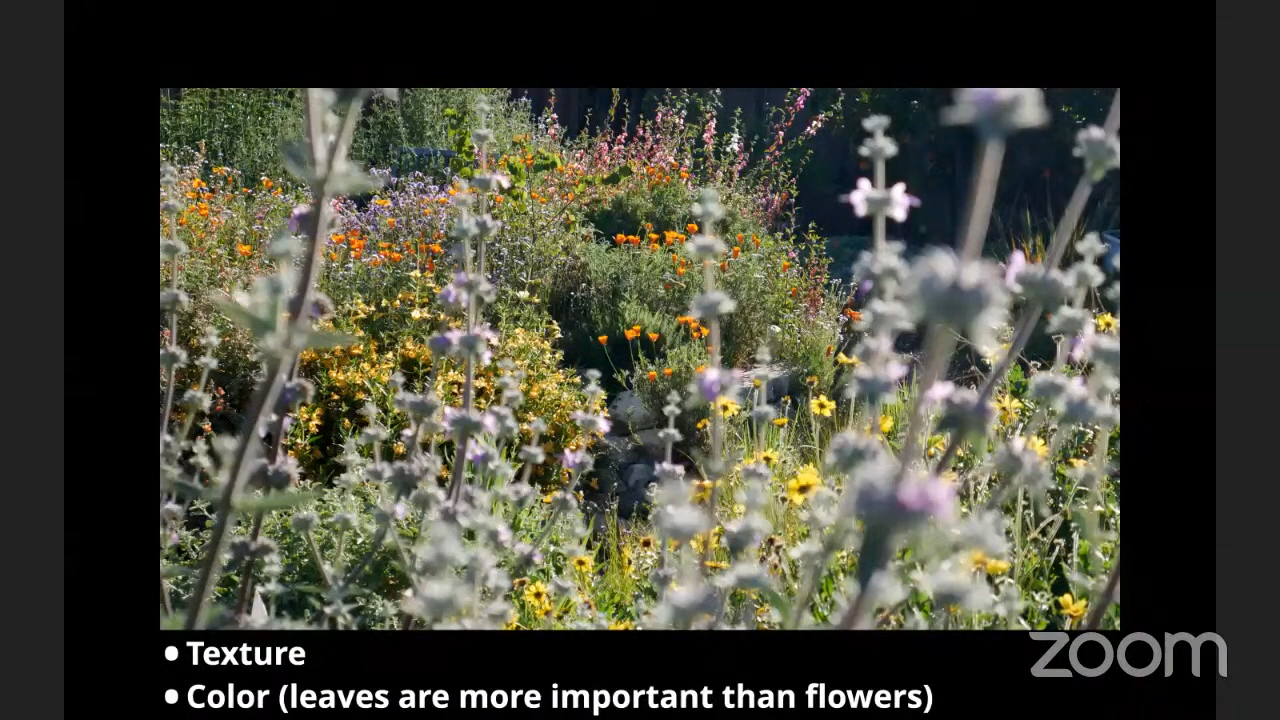 • Texture
• Color (leaves are more important than flowers)
zoom